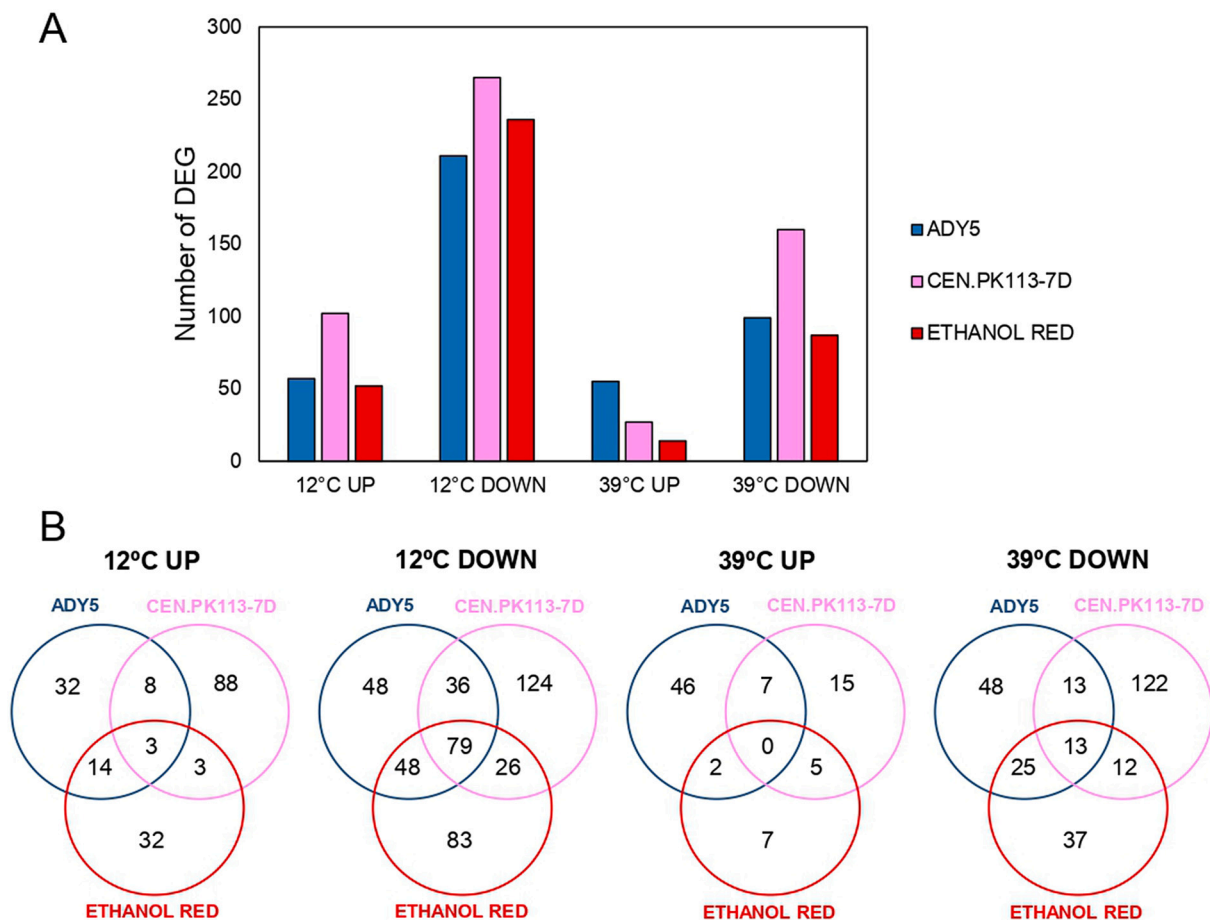 A
300
250
200
150
100
50
0
Number of DEG
12°C UP
12°C DOWN
39°C UP
39°C DOWN
ADY5
CEN.PK113-7D
ETHANOL RED
B
12ºC UP
ADY5
CEN.PK113-7D
32
8
88
3
14
3
32
ETHANOL RED
12ºC DOWN
ADY5
CEN.PK113-7D
48
36
124
79
48
26
83
ETHANOL RED
39ºC UP
ADY5
CEN.PK113-7D
46
7
15
0
2
5
7
ETHANOL RED
39ºC DOWN
ADY5
CEN.PK113-7D
48
13
122
13
25
12
37
ETHANOL RED